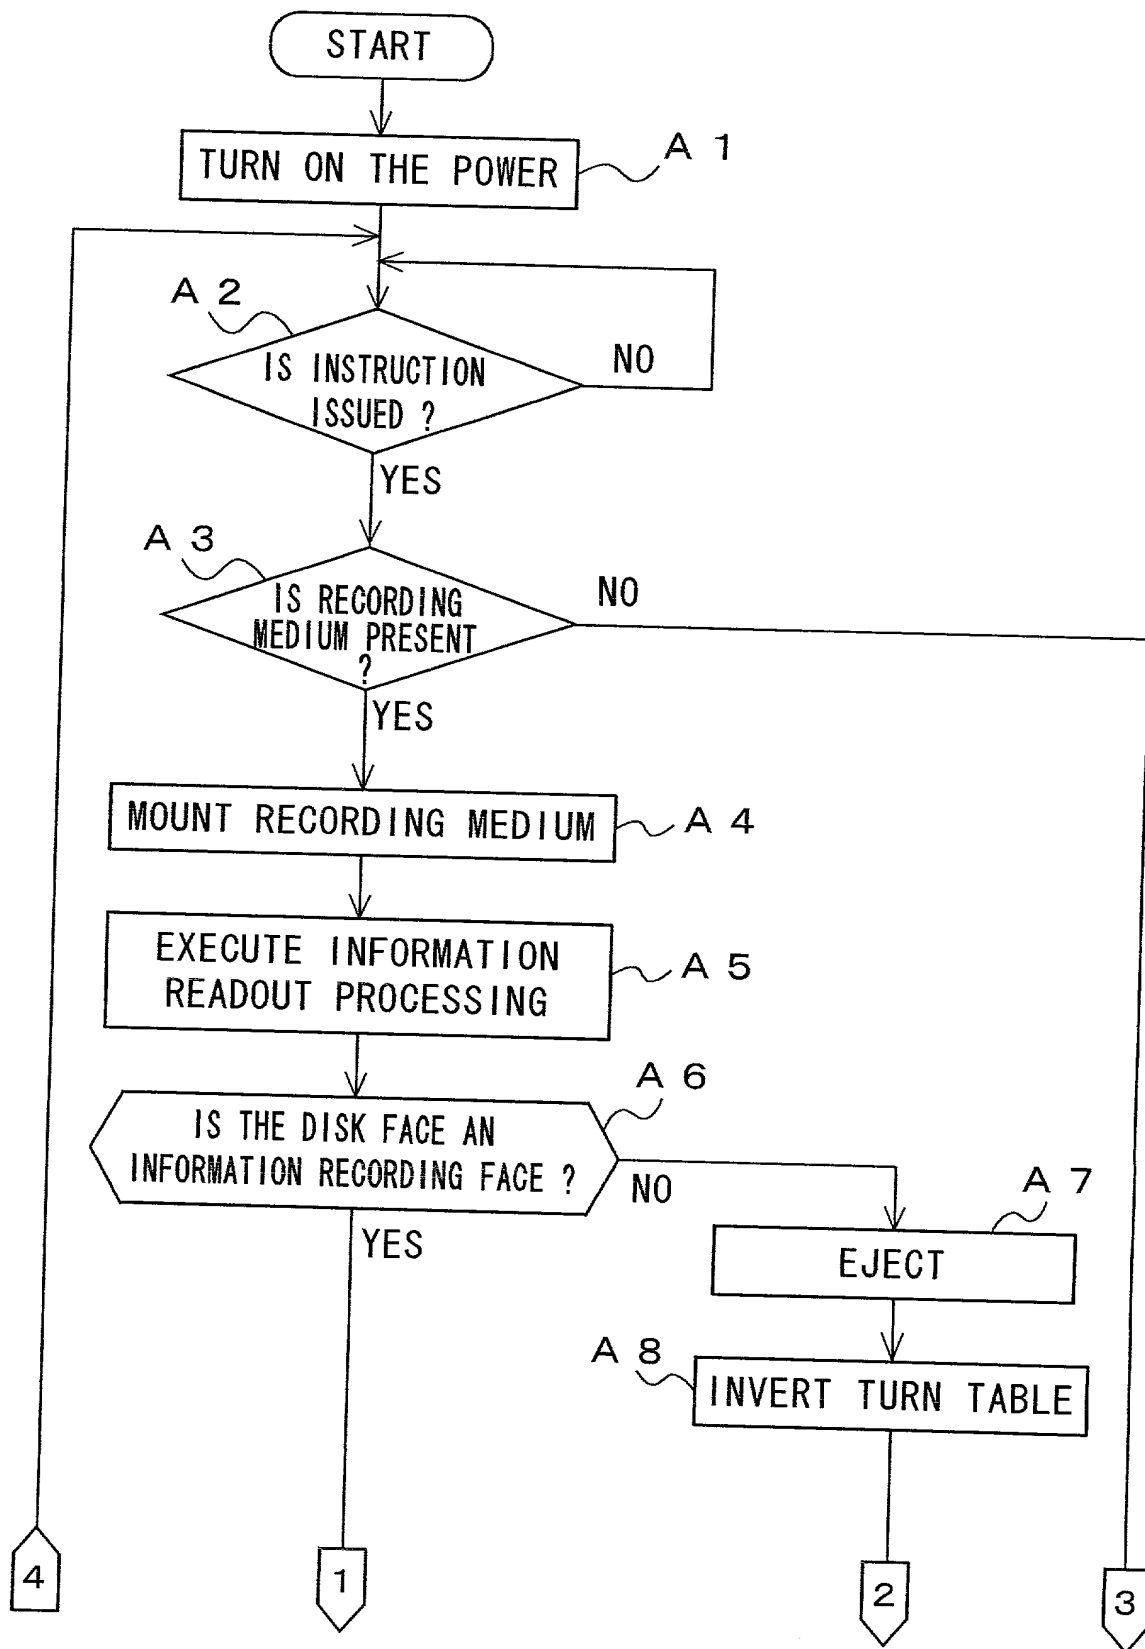 START
TURN ON THE POWER
A 1
A 2
IS INSTRUCTION
ISSUED ?
NO
YES
A 3
IS RECORDING
MEDIUM PRESENT
?
NO
YES
MOUNT RECORDING MEDIUM
A 4
EXECUTE INFORMATION
READOUT PROCESSING
A 5
A 6
IS THE DISK FACE AN
INFORMATION RECORDING FACE ?
NO
YES
A 7
EJECT
A 8
INVERT TURN TABLE
4
1
2
3